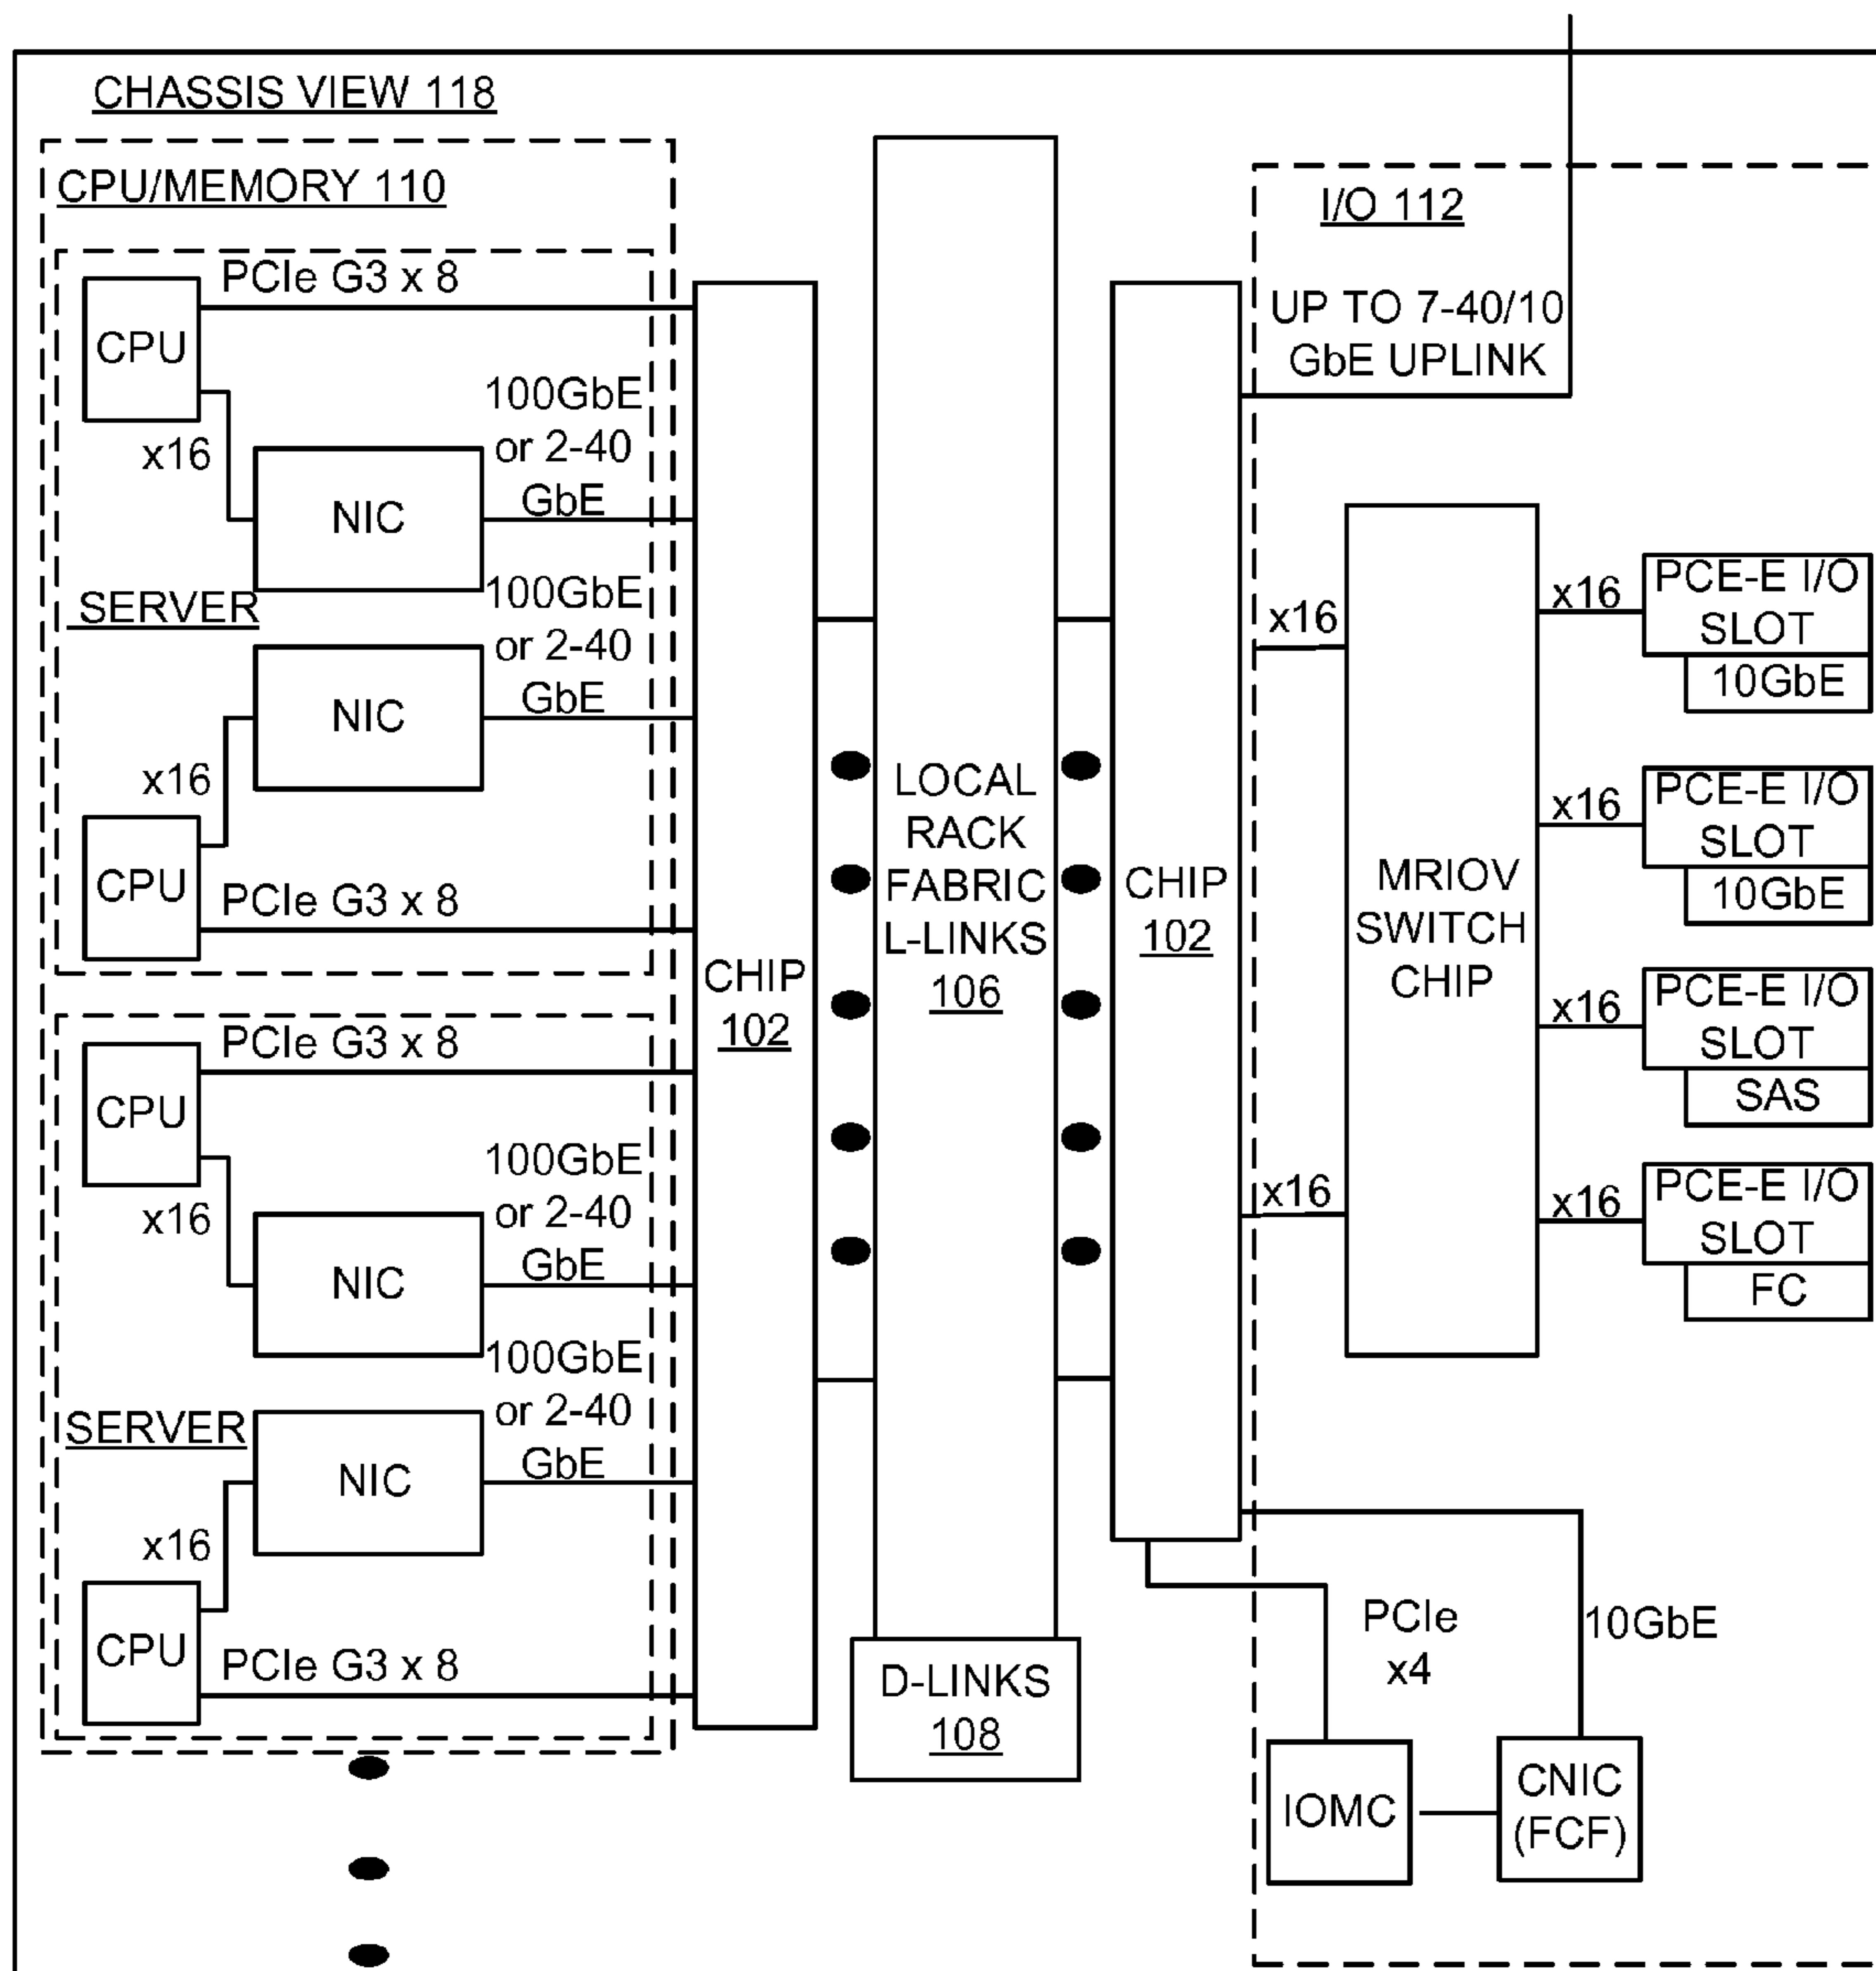 CHASSIS VIEW 118
CPU/MEMORY 110
PCIe G3 x 8
CPU
x16
100GbE
or 2-40
GbE
NIC
SERVER
100GbE
or 2-40
GbE
NIC
x16
CPU
PCIe G3 x 8
PCIe G3 x 8
CPU
x16
100GbE
or 2-40
GbE
NIC
SERVER
100GbE
or 2-40
GbE
NIC
x16
CPU
PCIe G3 x 8
CHIP
102
LOCAL
RACK
FABRIC
L-LINKS
106
D-LINKS
108
CHIP
102
I/O 112
UP TO 7-40/10
GbE UPLINK
x16
x16
MRIOV
SWITCH
CHIP
x16
PCE-E I/O
SLOT
10GbE
x16
PCE-E I/O
SLOT
10GbE
x16
PCE-E I/O
SLOT
SAS
x16
PCE-E I/O
SLOT
FC
PCIe
x4
10GbE
IOMC
CNIC
(FCF)